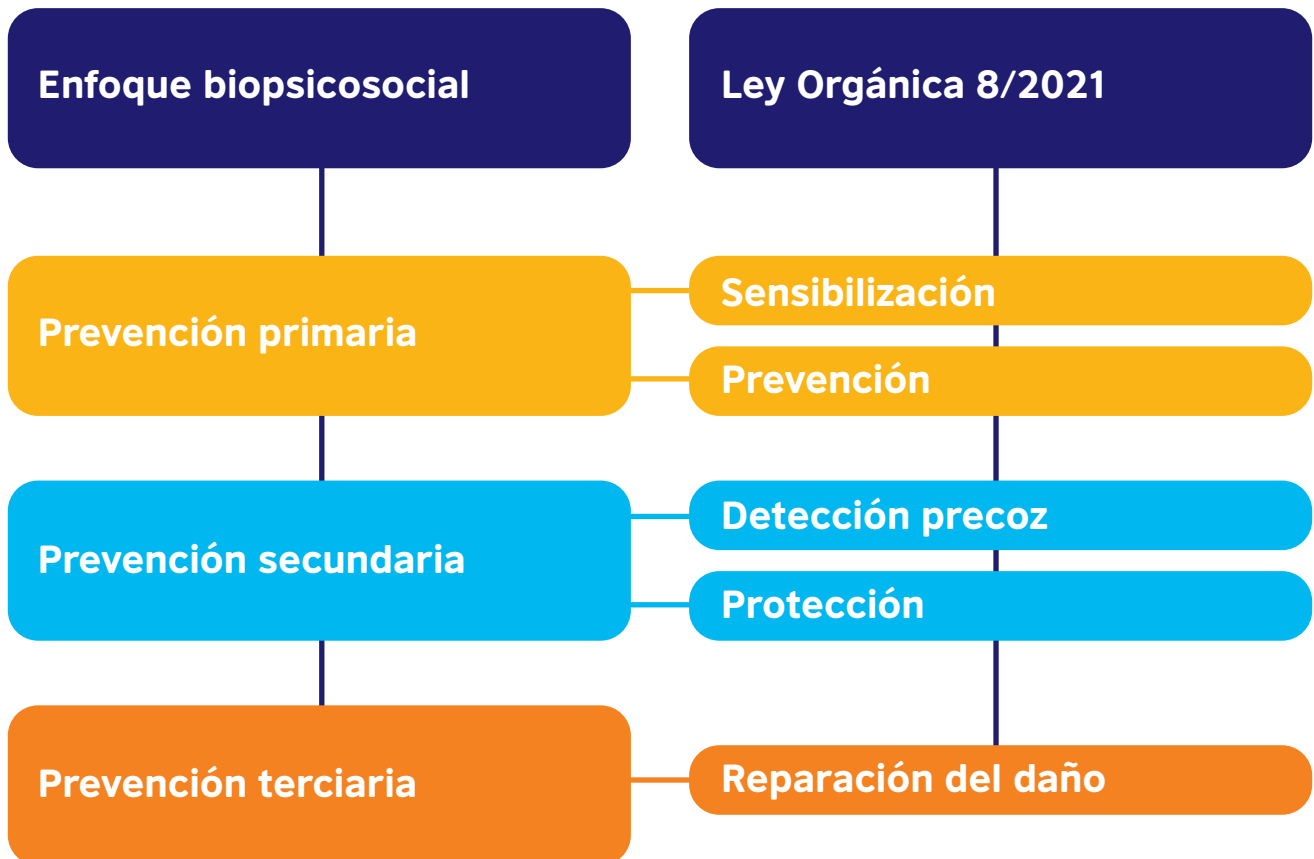 Enfoque biopsicosocial
Ley Orgánica 8/2021
Prevención primaria
Sensibilización
Prevención
Prevención secundaria
Detección precoz
Protección
Prevención terciaria
Reparación del daño